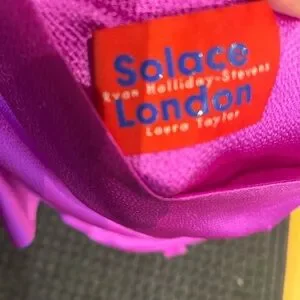 Solace
Ryan Holliday-Stevens
London
Laura Taylor